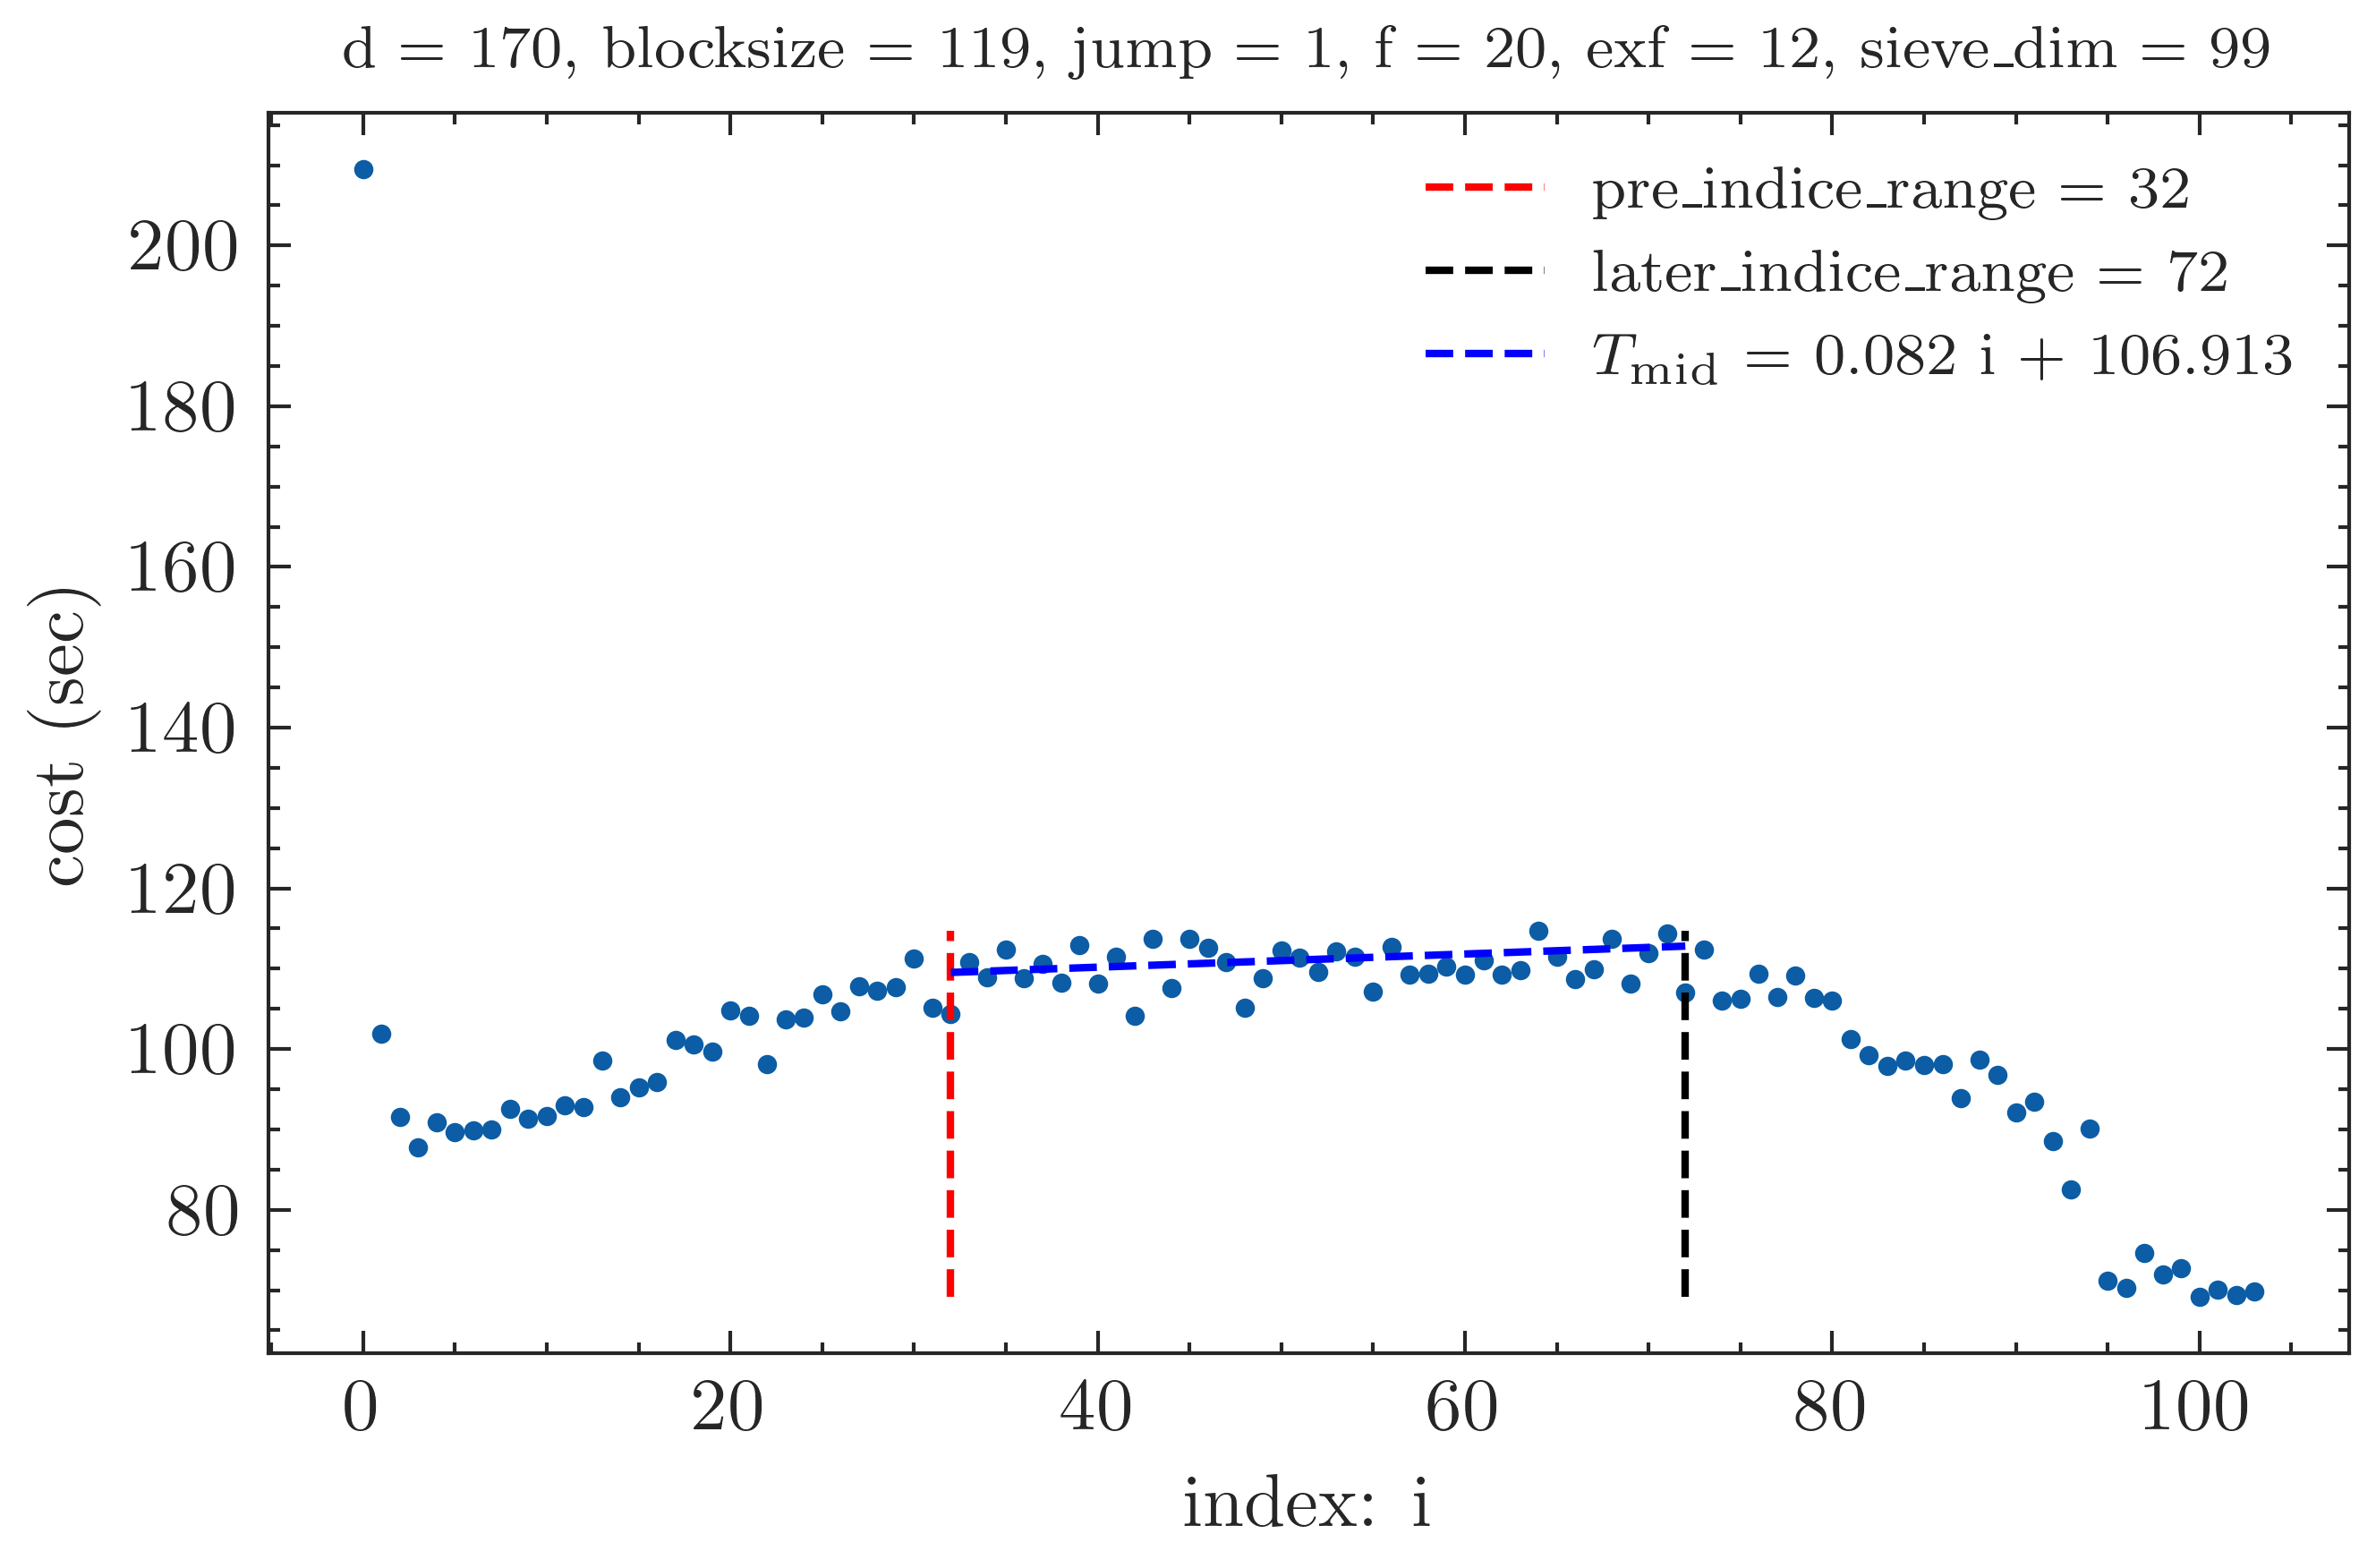 d = 170, blocksize = 119, jump = 1, f = 20, exf = 12, sieve_dim = 99
pre_indice_range = 32
later_indice_range = 72
T_mid = 0.082 i + 106.913
cost (sec)
200
180
160
140
120
100
80
0 20 40 60 80 100
index: i